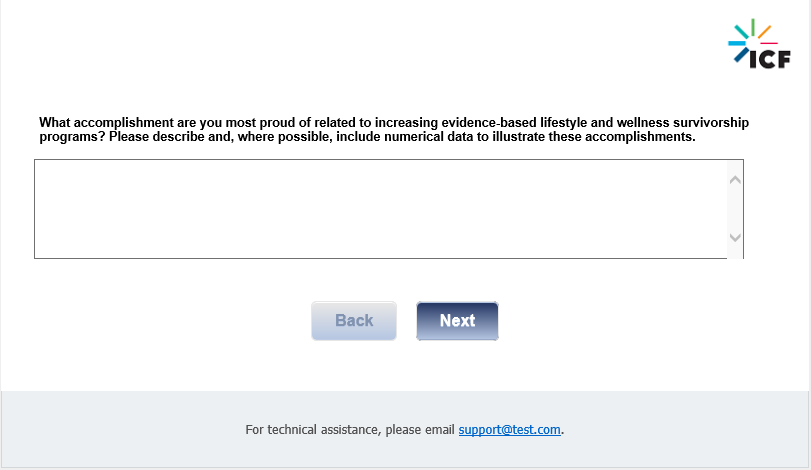 ICF
What accomplishment are you most proud of related to increasing evidence-based lifestyle and wellness survivorship
programs? Please describe and, where possible, include numerical data to illustrate these accomplishments.
Back
Next
For technical assistance, please email support@test.com.